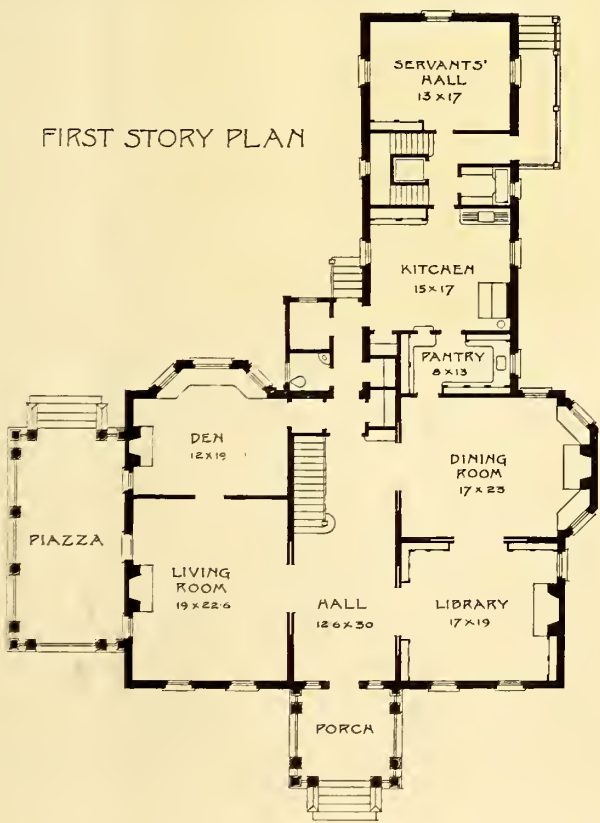 FIRST STORY PLAN
SERVANTS'
HALL
13 x 17
KITCHEN
15 x 17
PANTRY
8 x 13
DEN
12 x 19
DINING
ROOM
17 x 23
PIAZZA
LIVING
ROOM
19 x 22·6
HALL
12·6 x 30
LIBRARY
17 x 19
PORCH